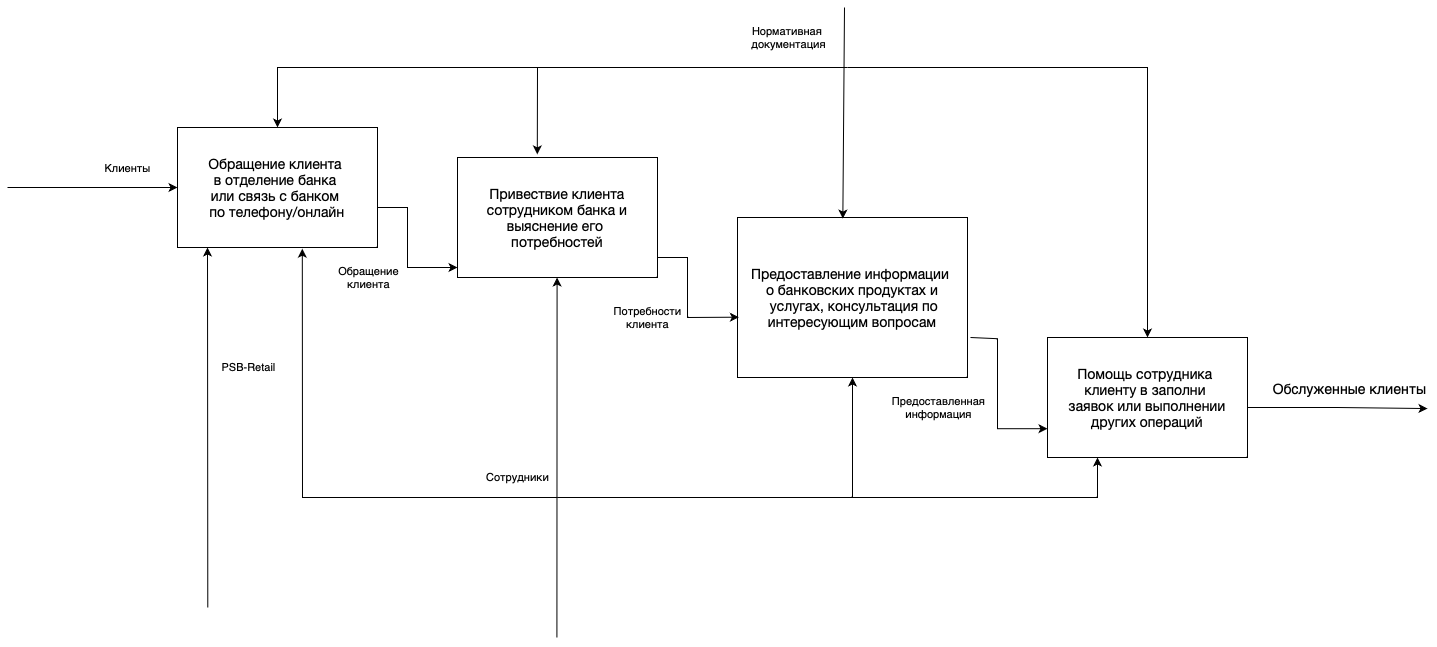 Нормативная
документация
Клиенты
Обращение клиента
в отделение банка
или связь с банком
по телефону/онлайн
Привествие клиента
сотрудником банка и
выяснение его
потребностей
Обращение
клиента
Предоставление информации
о банковских продуктах и
услугах, консультация по
интересующим вопросам
Потребности
клиента
PSB-Retail
Помощь сотрудника
клиенту в заполни
заявок или выполнении
других операций
Обслуженные клиенты
Предоставленная
информация
Сотрудники